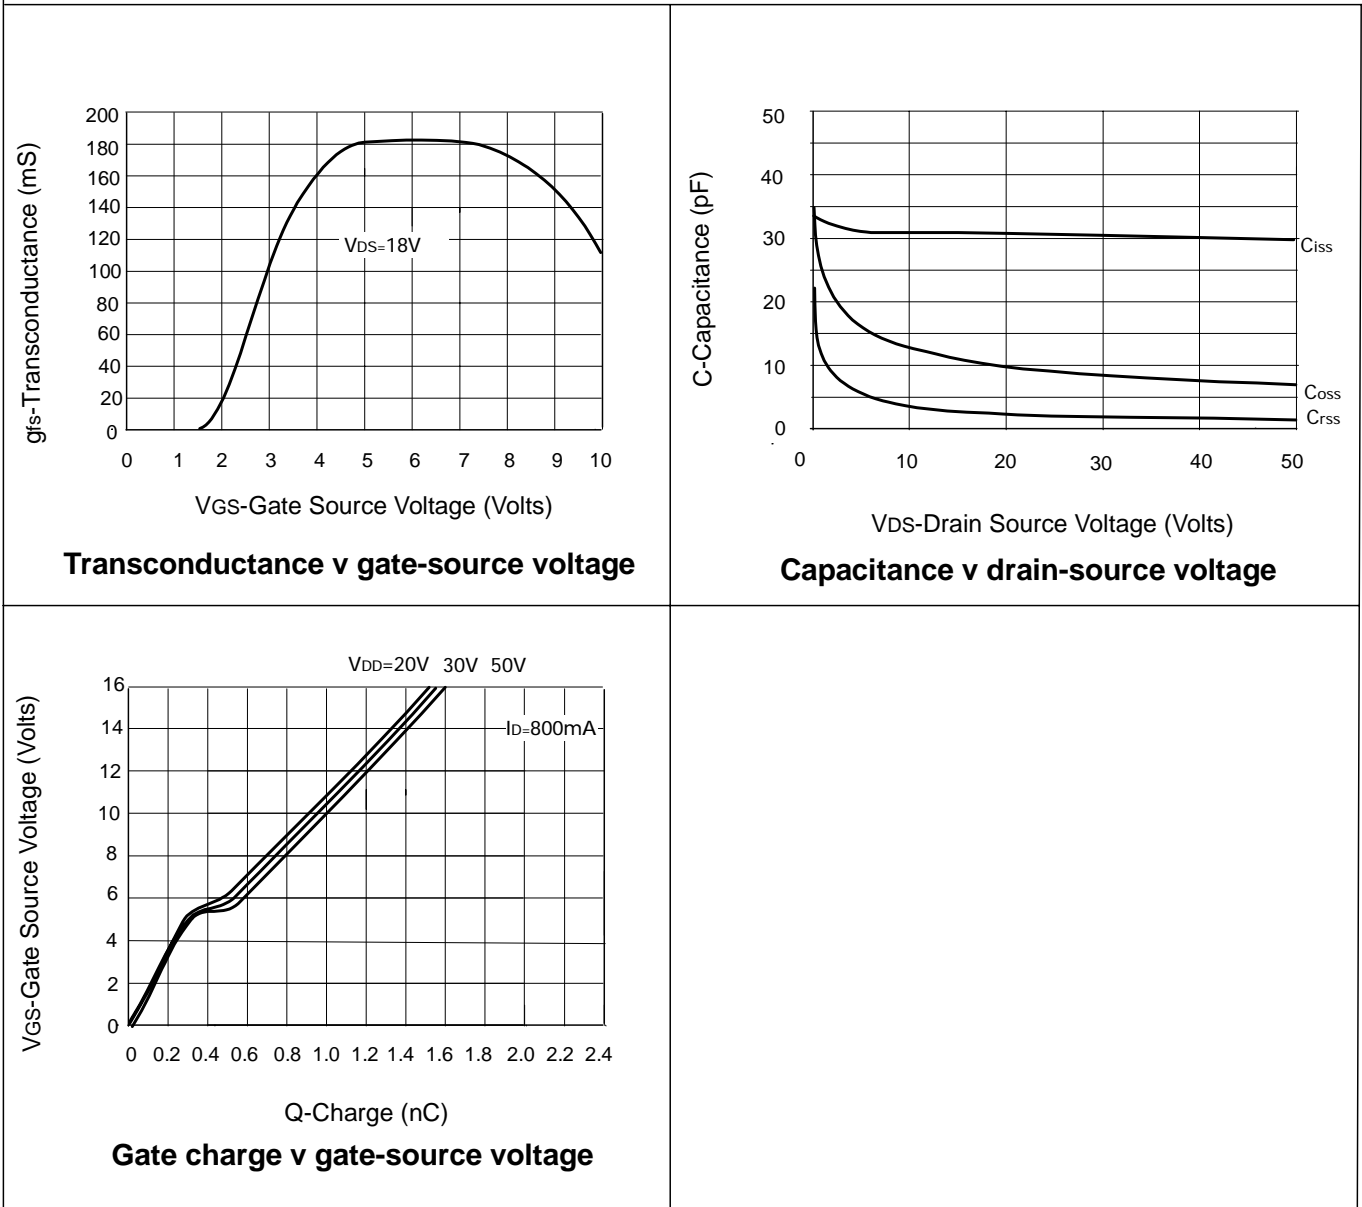 gfs-Transconductance (mS)
200
180
160
140
120
100
80
60
40
20
0
VDS=18V
0 1 2 3 4 5 6 7 8 9 10
VGS-Gate Source Voltage (Volts)
Transconductance v gate-source voltage
C-Capacitance (pF)
50
40
30
20
10
0
Ciss
Coss
Crss
0 10 20 30 40 50
VDS-Drain Source Voltage (Volts)
Capacitance v drain-source voltage
VGS-Gate Source Voltage (Volts)
VDD=20V 30V 50V
16
14
12
10
8
6
4
2
0
ID=800mA
0 0.2 0.4 0.6 0.8 1.0 1.2 1.4 1.6 1.8 2.0 2.2 2.4
Q-Charge (nC)
Gate charge v gate-source voltage